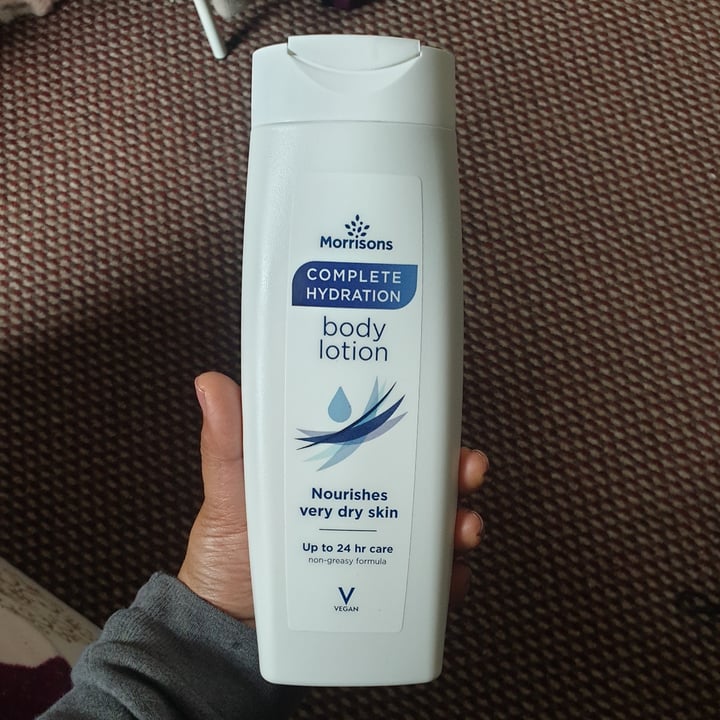 Morrisons
COMPLETE
HYDRATION
body
lotion
Nourishes
very dry skin
Up to 24 hr care
non-greasy formula
V
VEGAN